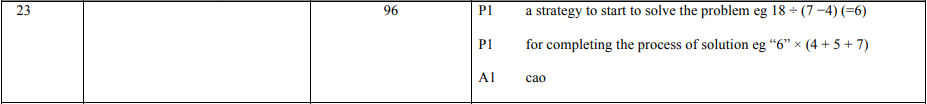 23 96 P1 a strategy to start to solve the problem eg 18 ÷ (7 –4) (=6)
P1 for completing the process of solution eg “6” × (4 + 5 + 7)
A1 cao